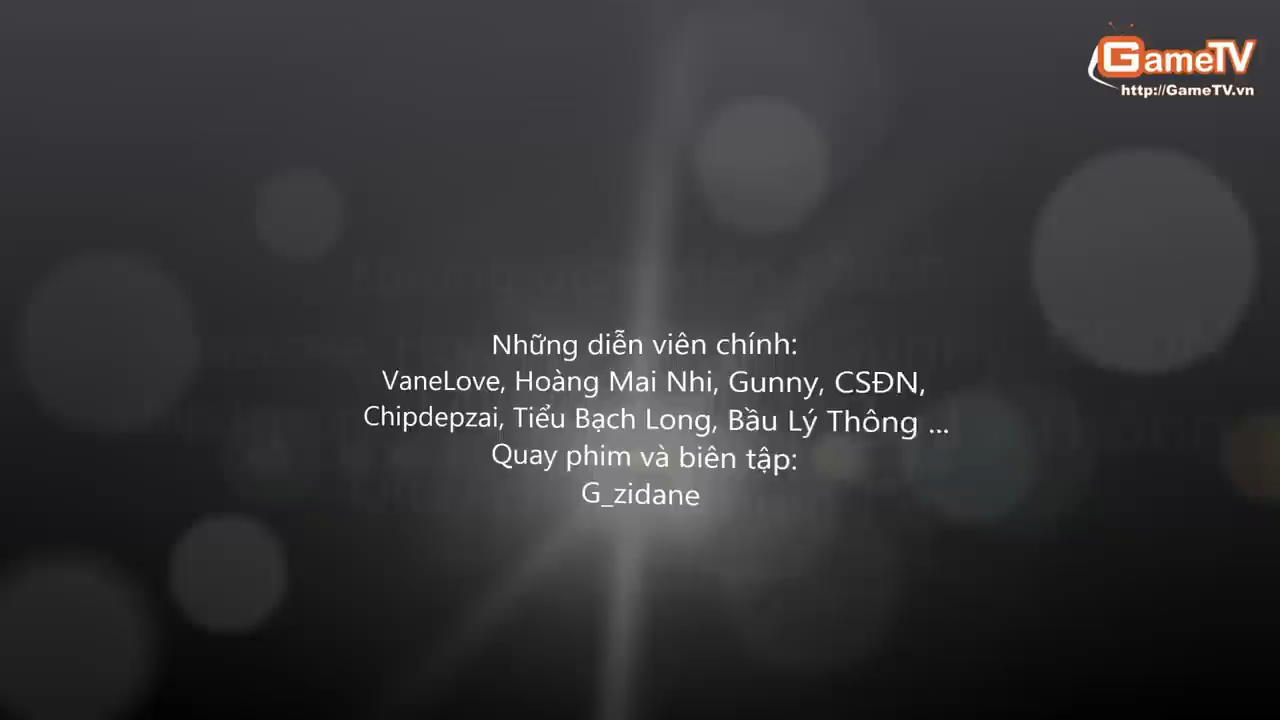 GameTV
http://GameTV.vn
Những diễn viên chính:
VaneLove, Hoàng Mai Nhi, Gunny, CSĐN,
Chipdepzai, Tiểu Bạch Long, Bầu Lý Thông ...
Quay phim và biên tập:
G_zidane